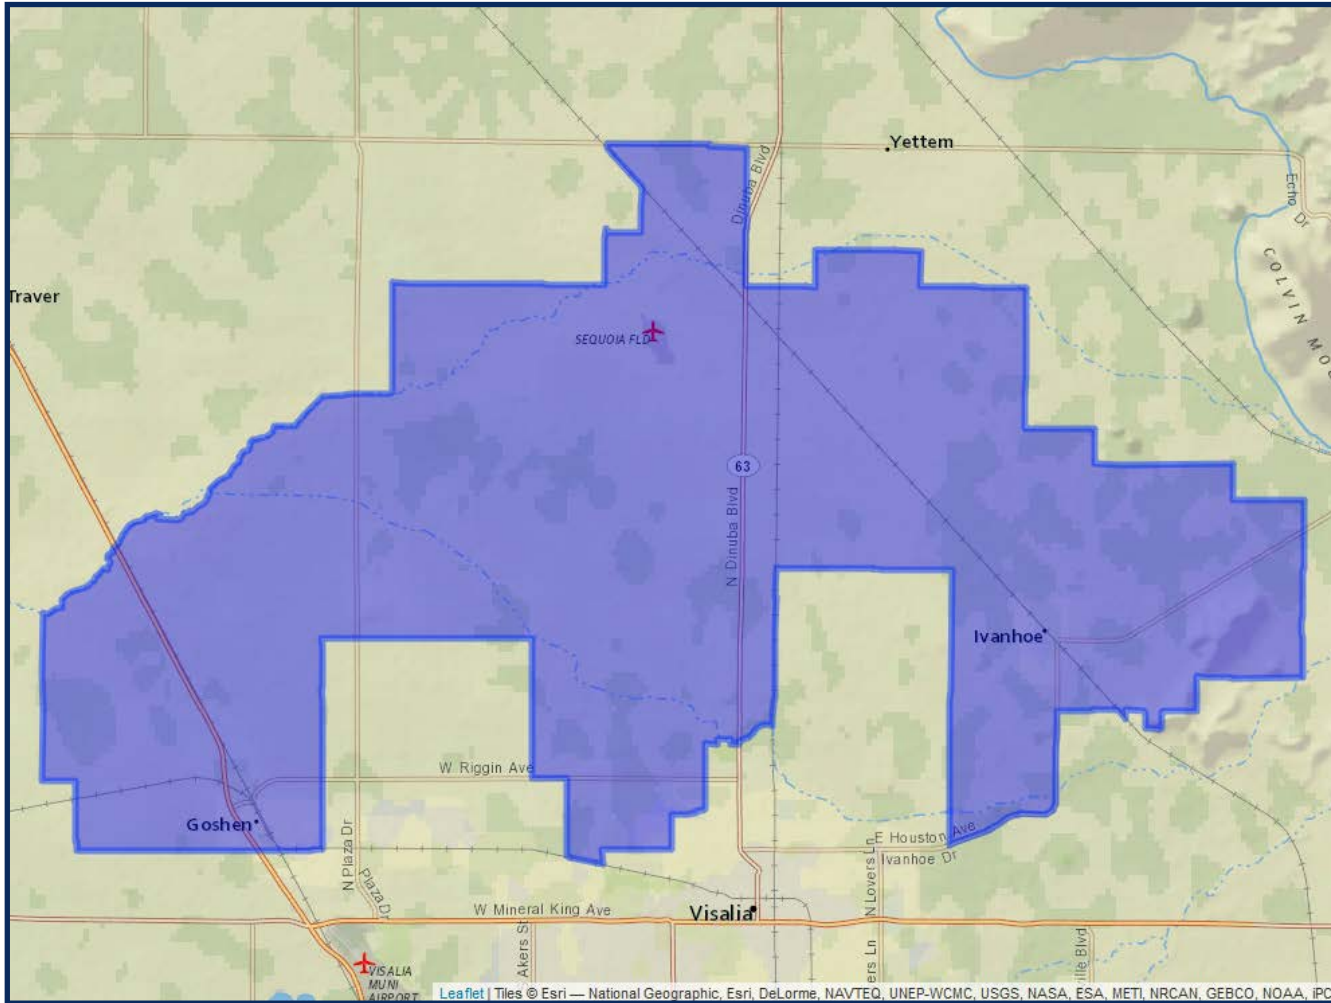 Yettem
Dinuba Blvd
Echo Dr
COLVIN MO
Traver
SEQUOIA FLD
63
N Dinuba Blvd
Ivanhoe
W Riggin Ave
Goshen
N Plaza Dr
Plaza Dr
E Houston Ave
Ivanhoe Dr
N Lovers Ln
W Mineral King Ave
Visalia
S Akers St
ers Ln
ville Blvd
VISALIA
MUNI
AIRPORT
Leaflet | Tiles © Esri — National Geographic, Esri, DeLorme, NAVTEQ, UNEP-WCMC, USGS, NASA, ESA, METI, NRCAN, GEBCO, NOAA, iPC